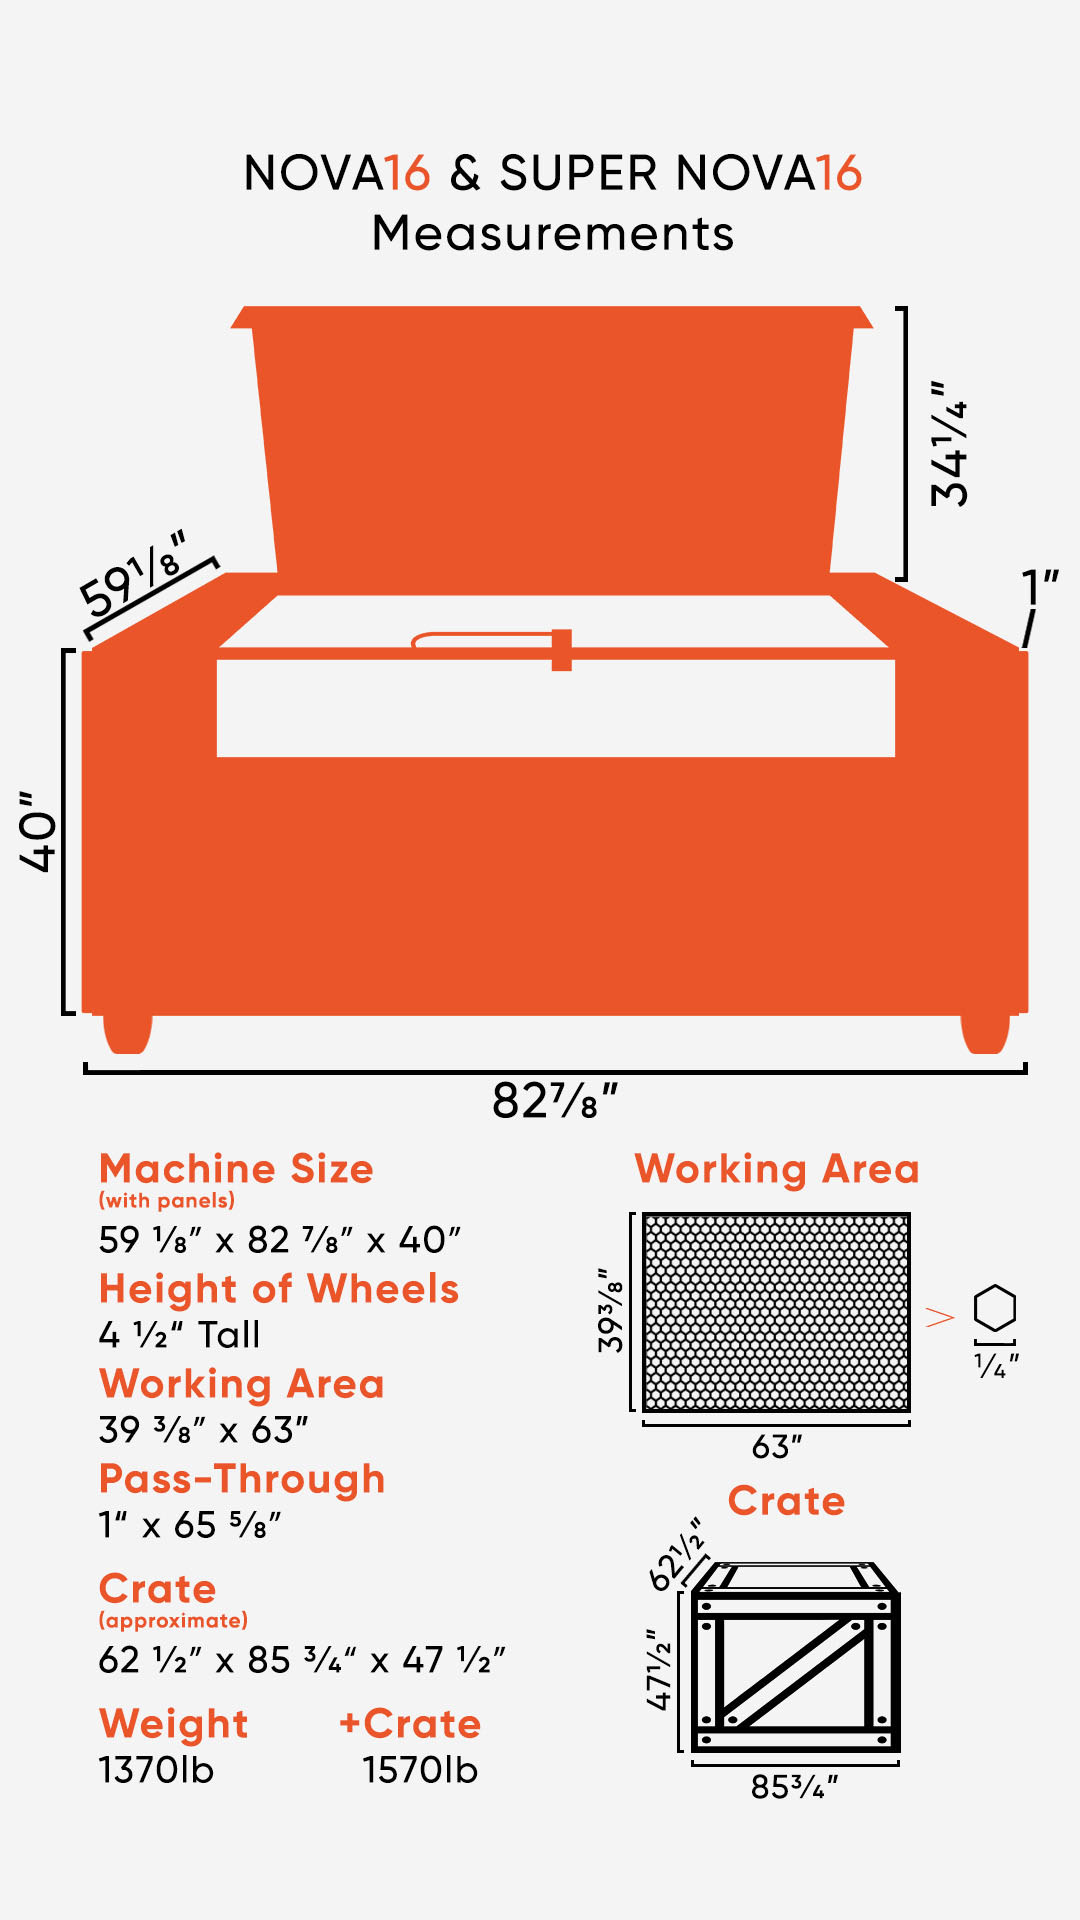 NOVA16 & SUPER NOVA16
Measurements
34¼”
59⅛”
1”
40”
82⅞”
Machine Size
(with panels)
59 ⅛” x 82 ⅞” x 40”
Height of Wheels
4 ½“ Tall
Working Area
39 ⅜” x 63”
Pass-Through
1“ x 65 ⅝”
Crate
(approximate)
62 ½” x 85 ¾“ x 47 ½”
Weight +Crate
1370lb 1570lb
Working Area
39⅜”
>
¼”
63”
Crate
62½”
47½”
85¾”